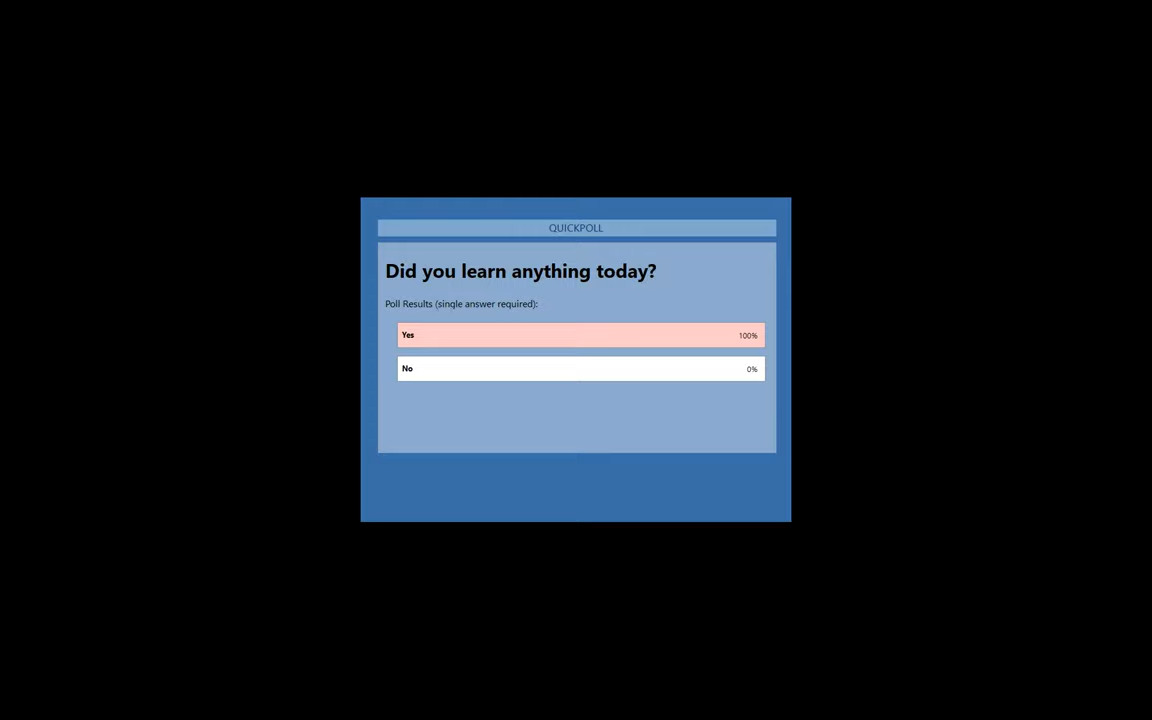 QUICKPOLL
Did you learn anything today?
Poll Results (single answer required):
Yes 100%
No 0%